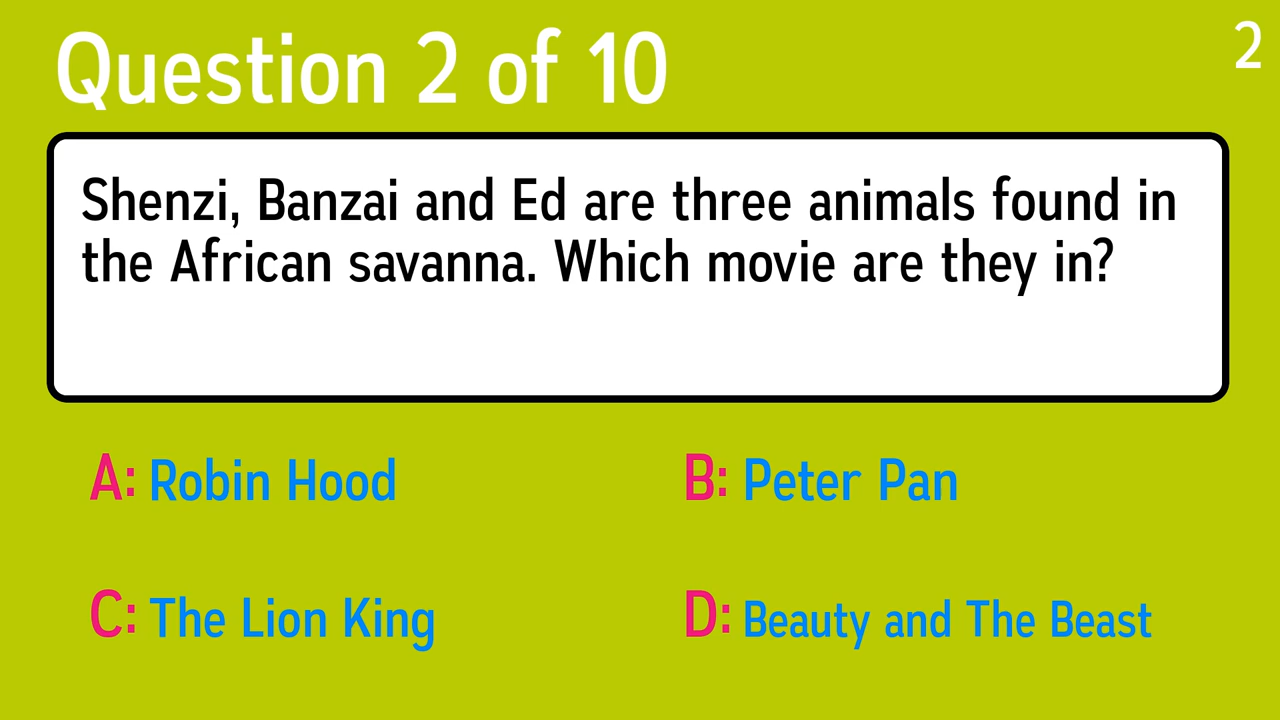 Question 2 of 10
2
Shenzi, Banzai and Ed are three animals found in
the African savanna. Which movie are they in?
A: Robin Hood
B: Peter Pan
C: The Lion King
D: Beauty and The Beast